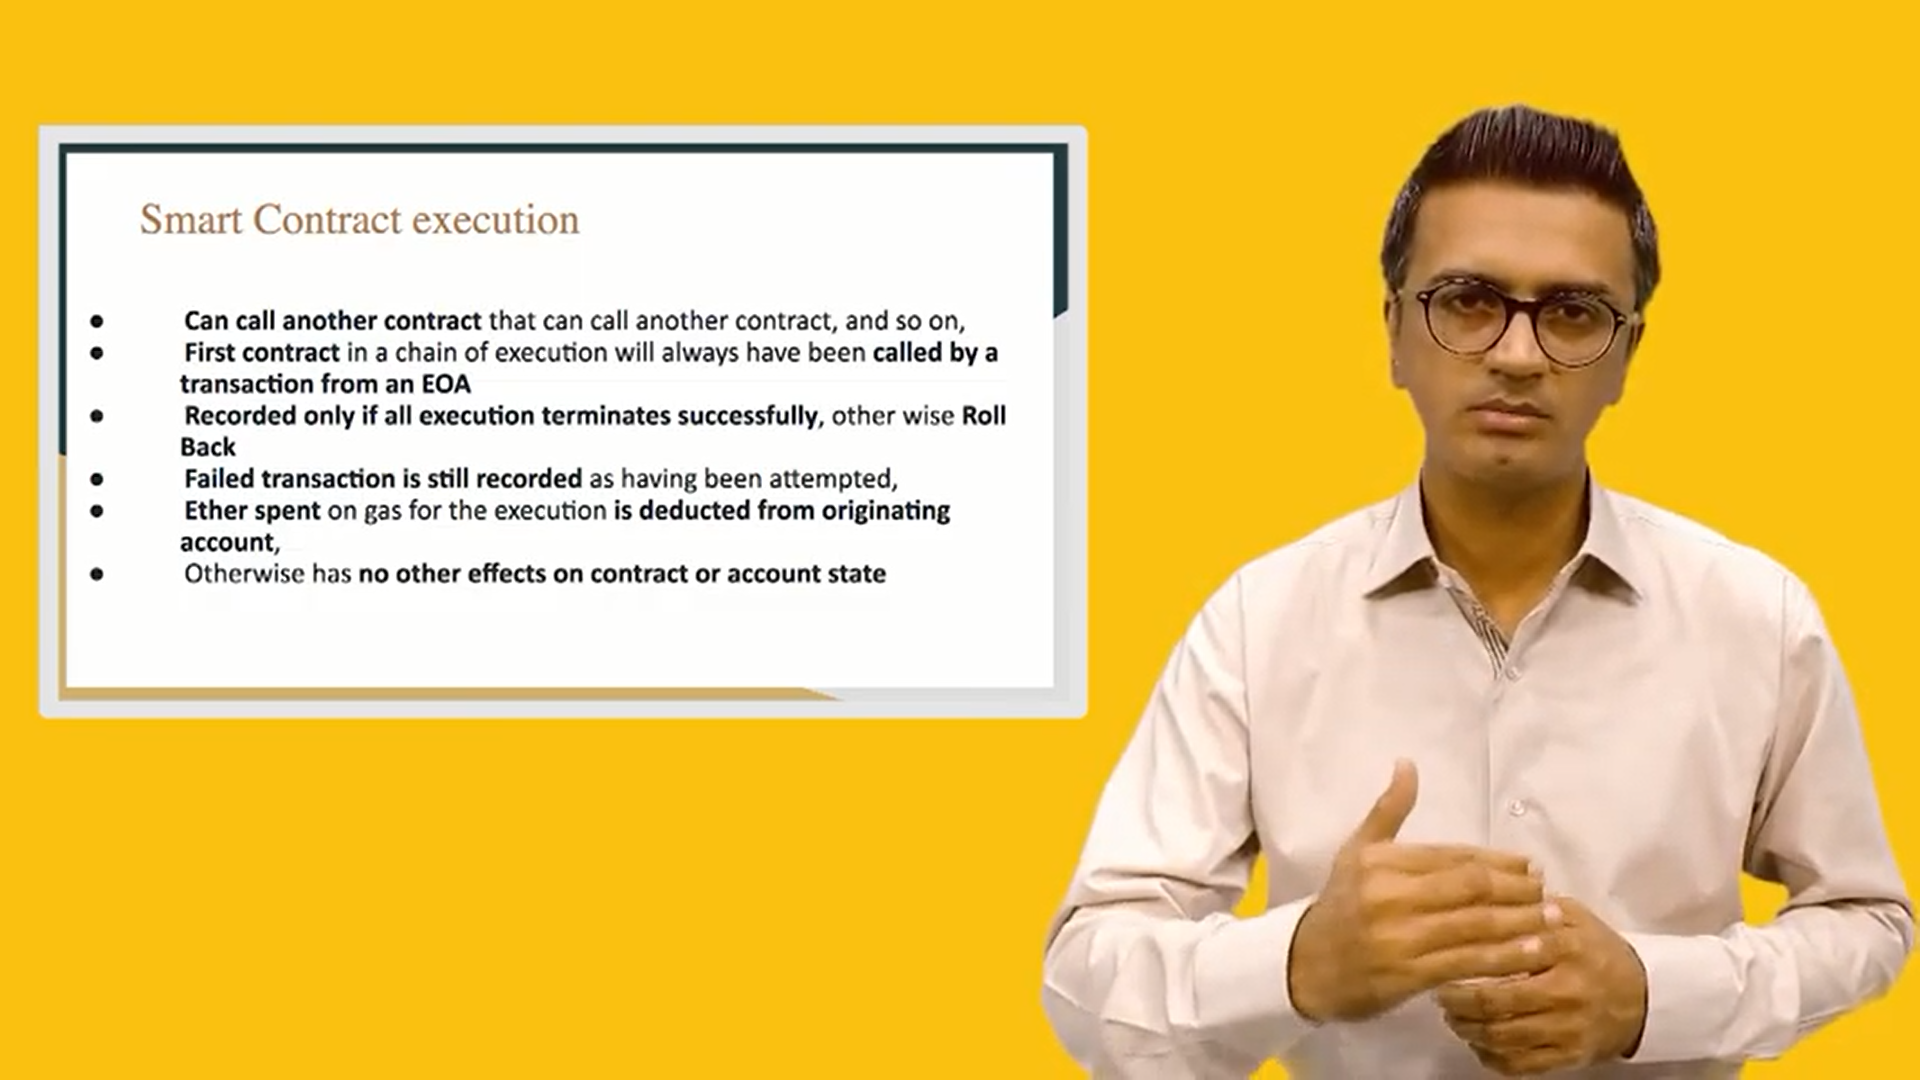 Smart Contract execution
● Can call another contract that can call another contract, and so on,
● First contract in a chain of execution will always have been called by a
transaction from an EOA
● Recorded only if all execution terminates successfully, other wise Roll
Back
● Failed transaction is still recorded as having been attempted,
● Ether spent on gas for the execution is deducted from originating
account,
● Otherwise has no other effects on contract or account state